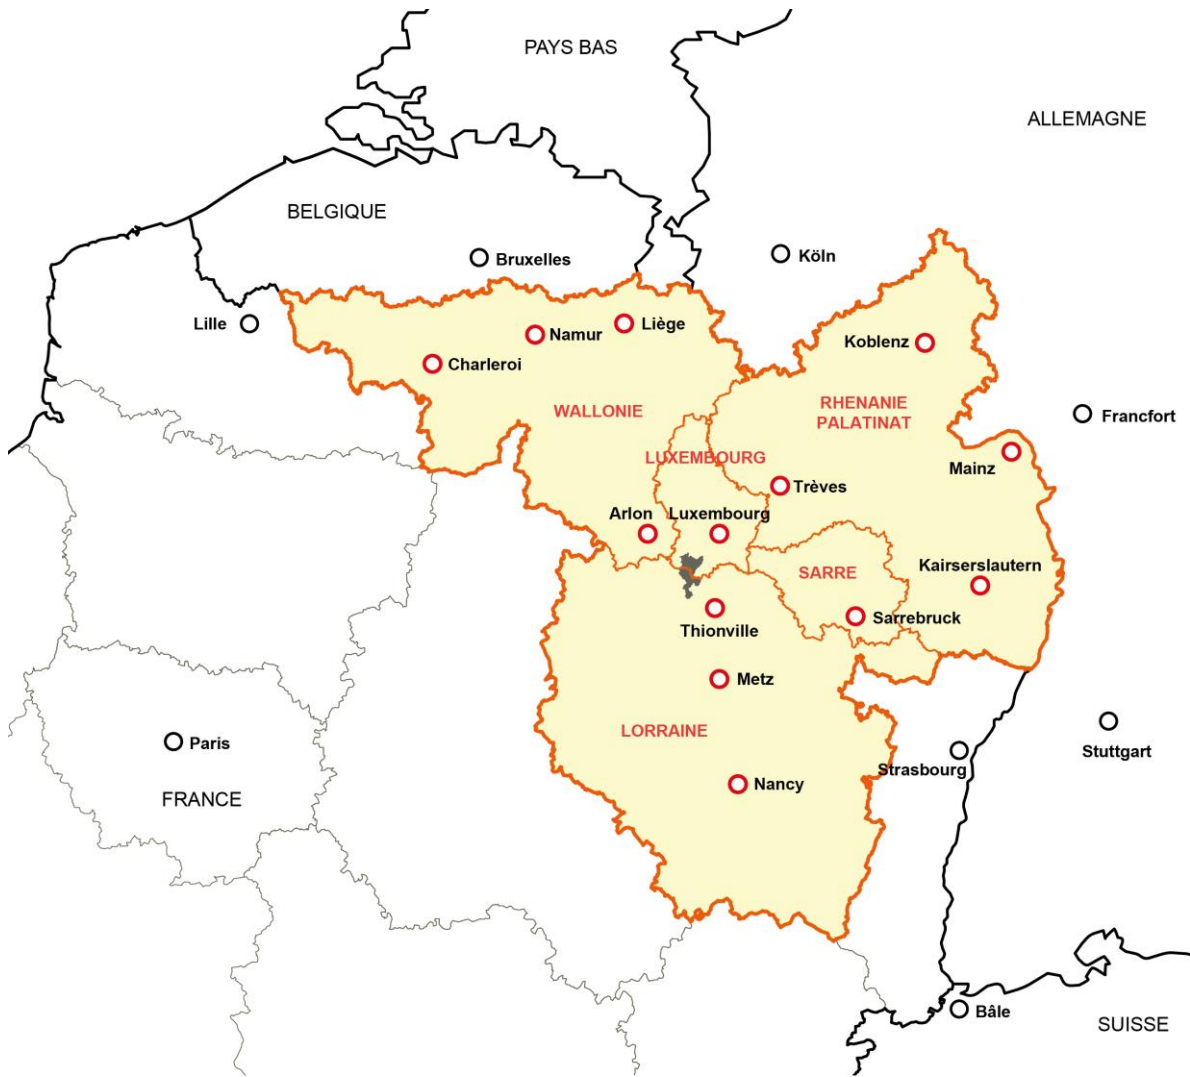 PAYS BAS
ALLEMAGNE
BELGIQUE
Bruxelles
Köln
Lille
Namur
Liège
Koblenz
Charleroi
WALLONIE
RHENANIE
PALATINAT
Francfort
LUXEMBOURG
Mainz
Trèves
Arlon
Luxembourg
SARRE
Kairserslautern
Thionville
Sarrebruck
Metz
LORRAINE
Paris
Stuttgart
Strasbourg
FRANCE
Nancy
Bâle
SUISSE